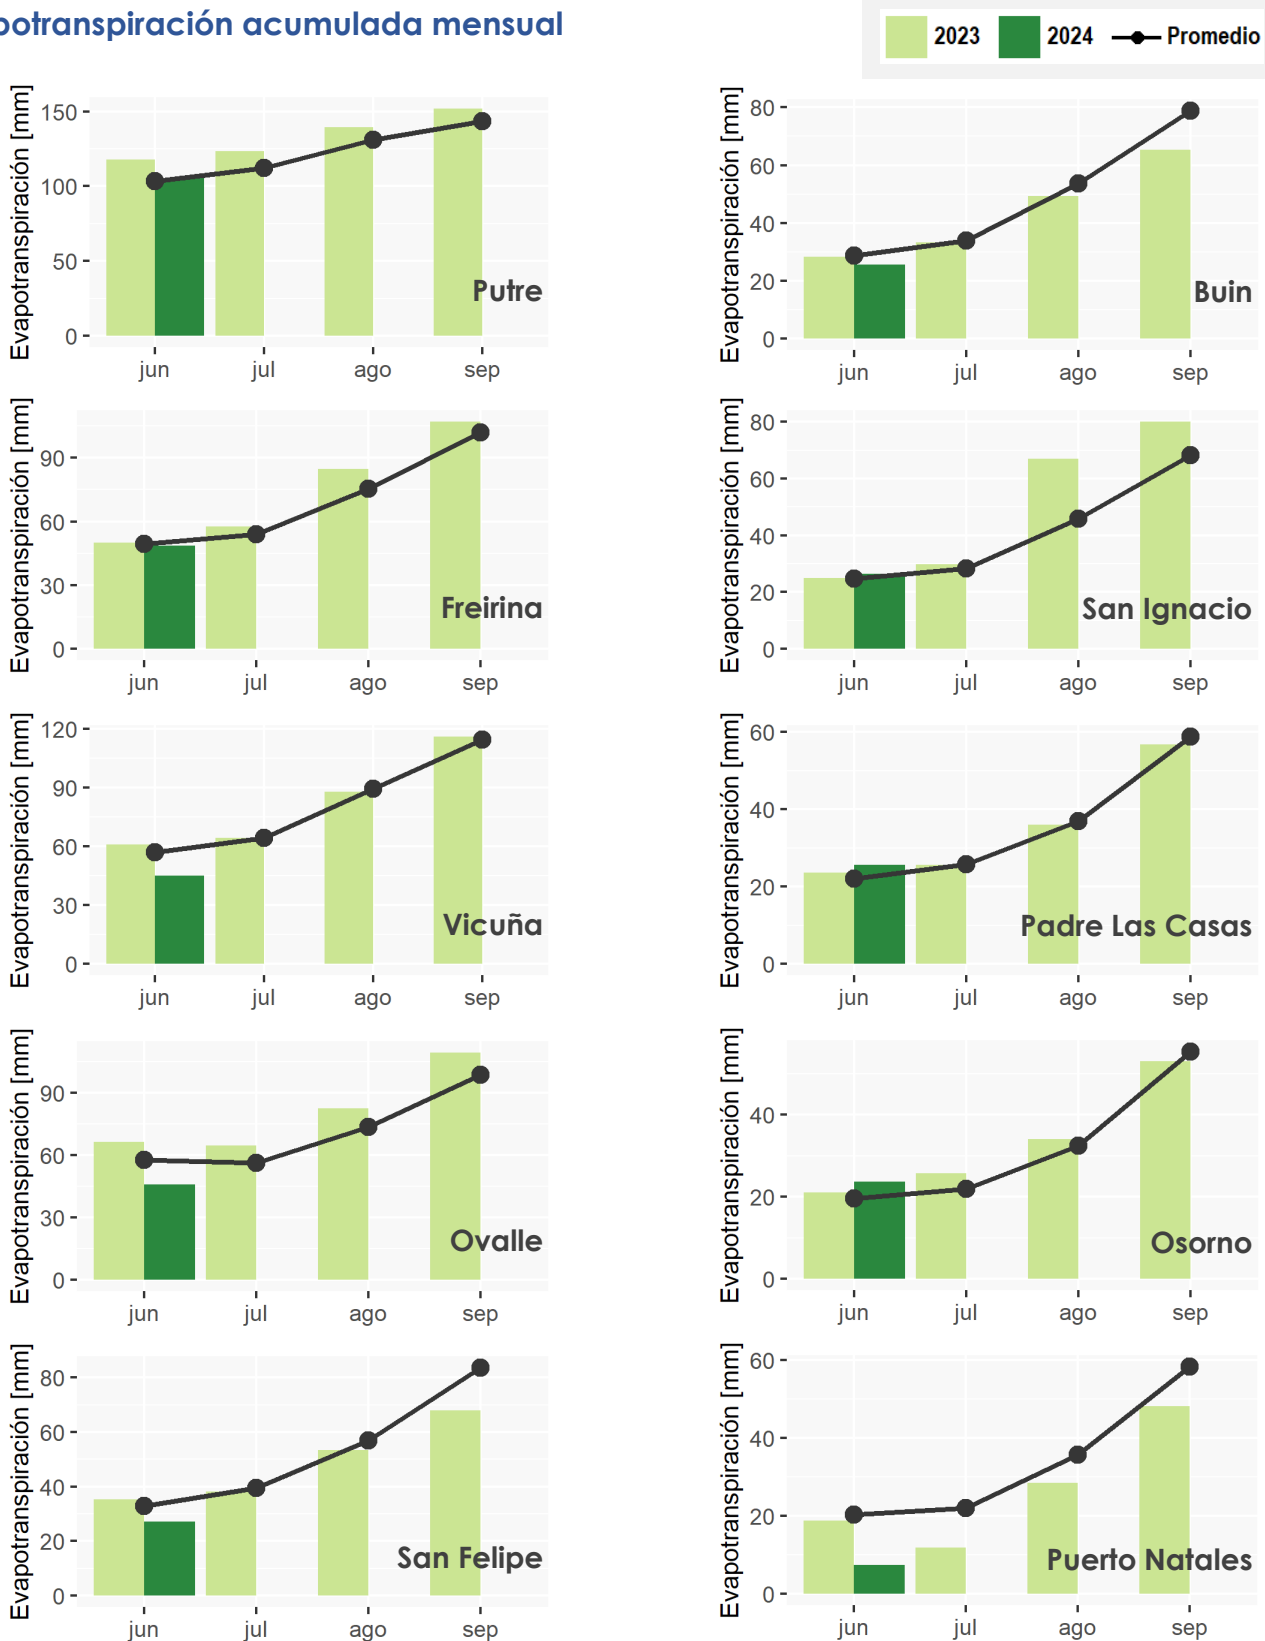 potranspiración acumulada mensual
2023 2024 Promedio
Evapotranspiración [mm]
150
100
50
0
Putre
jun jul ago sep
Evapotranspiración [mm]
80
60
40
20
0
Buin
jun jul ago sep
Evapotranspiración [mm]
90
60
30
0
Freirina
jun jul ago sep
Evapotranspiración [mm]
80
60
40
20
0
San Ignacio
jun jul ago sep
Evapotranspiración [mm]
120
90
60
30
0
Vicuña
jun jul ago sep
Evapotranspiración [mm]
60
40
20
0
Padre Las Casas
jun jul ago sep
Evapotranspiración [mm]
90
60
30
0
Ovalle
jun jul ago sep
Evapotranspiración [mm]
40
20
0
Osorno
jun jul ago sep
Evapotranspiración [mm]
80
60
40
20
0
San Felipe
jun jul ago sep
Evapotranspiración [mm]
60
40
20
0
Puerto Natales
jun jul ago sep